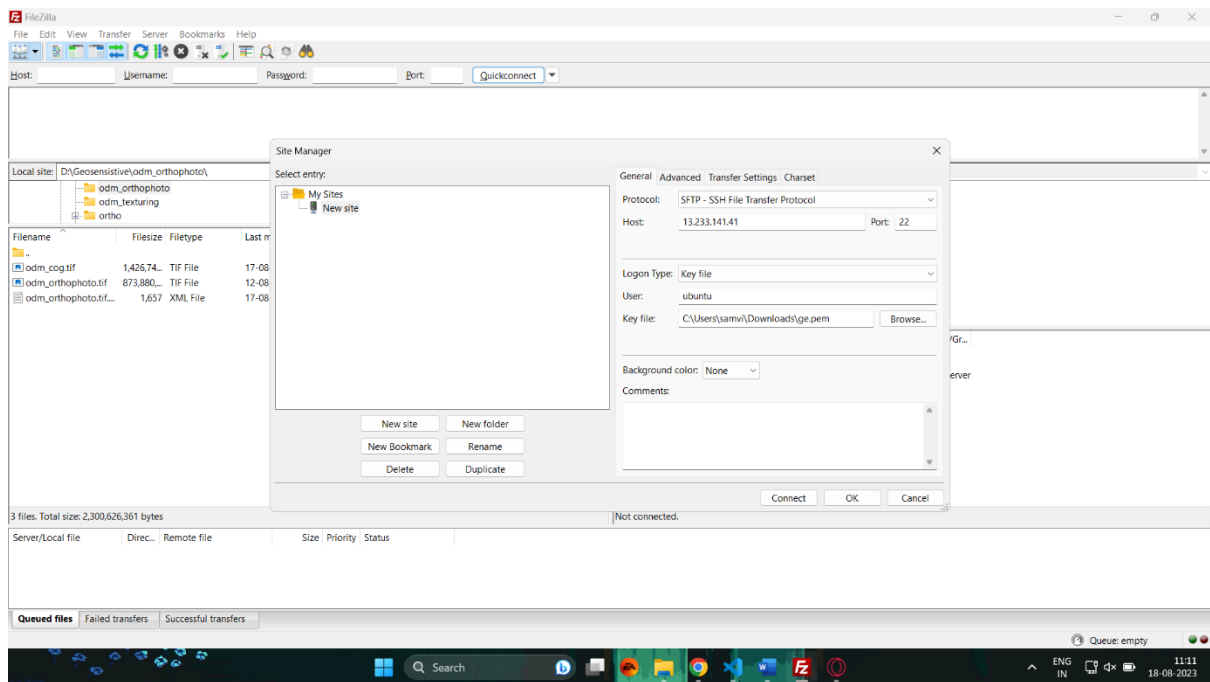 FileZilla
File Edit View Transfer Server Bookmarks Help
Host: Username: Password: Port: Quickconnect
Site Manager
Local site: D:\Geosensistive\odm_orthophoto\
odm_orthophoto
odm_texturing
ortho
Filename Filesize Filetype Last m
..
odm_cog.tif 1,426,74... TIF File 17-08
odm_orthophoto.tif 873,880,... TIF File 12-08
odm_orthophoto.tif.... 1,657 XML File 17-08
Select entry:
My Sites
New site
New site New folder
New Bookmark Rename
Delete Duplicate
General Advanced Transfer Settings Charset
Protocol: SFTP - SSH File Transfer Protocol
Host: 13.233.141.41 Port: 22
Logon Type: Key file
User: ubuntu
Key file: C:\Users\samvi\Downloads\ge.pem Browse...
Background color: None
Comments:
Connect OK Cancel
/Gr...
erver
3 files. Total size: 2,300,626,361 bytes
Not connected.
Server/Local file Direc... Remote file Size Priority Status
Queued files Failed transfers Successful transfers
Queue: empty
Search
ENG
IN
11:11
18-08-2023